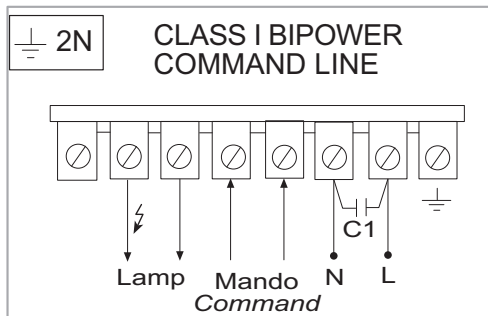 2N
CLASS I BIPOWER
COMMAND LINE
C1
Lamp
Mando
N
L
Command